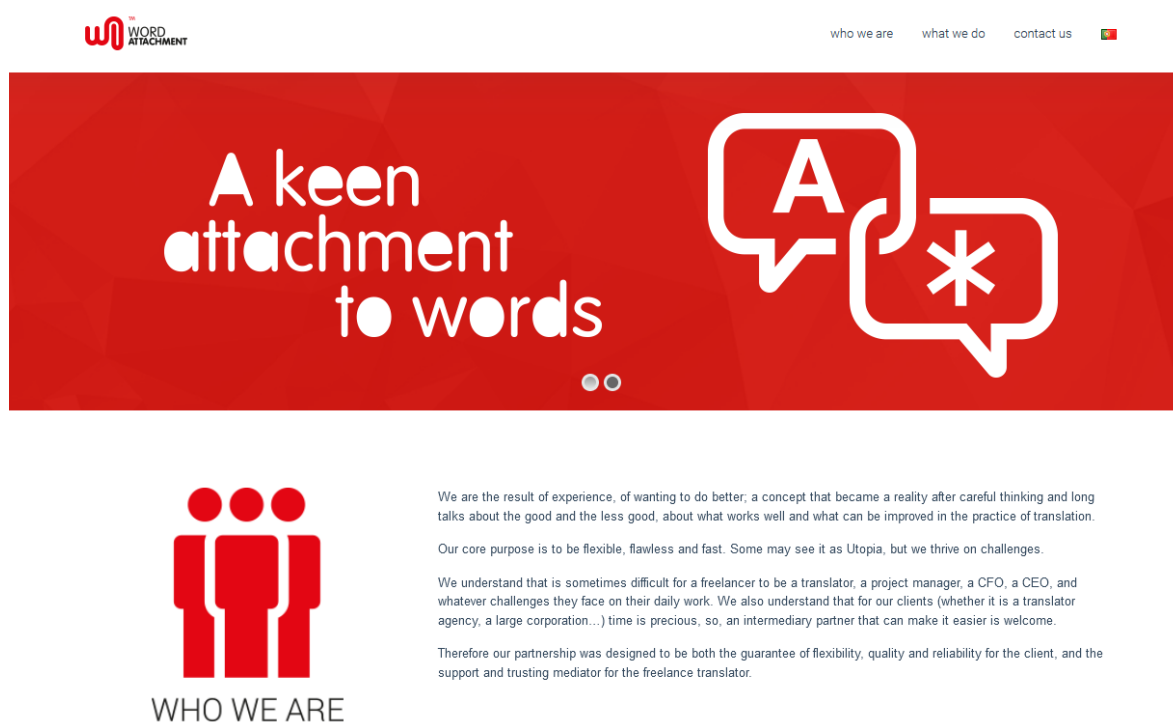 TM
WORD
ATTACHMENT
who we are
what we do
contact us
A keen
attachment
to words
A
*
We are the result of experience, of wanting to do better; a concept that became a reality after careful thinking and long
talks about the good and the less good, about what works well and what can be improved in the practice of translation.
Our core purpose is to be flexible, flawless and fast. Some may see it as Utopia, but we thrive on challenges.
We understand that is sometimes difficult for a freelancer to be a translator, a project manager, a CFO, a CEO, and
whatever challenges they face on their daily work. We also understand that for our clients (whether it is a translator
agency, a large corporation…) time is precious, so, an intermediary partner that can make it easier is welcome.
Therefore our partnership was designed to be both the guarantee of flexibility, quality and reliability for the client, and the
support and trusting mediator for the freelance translator.
WHO WE ARE